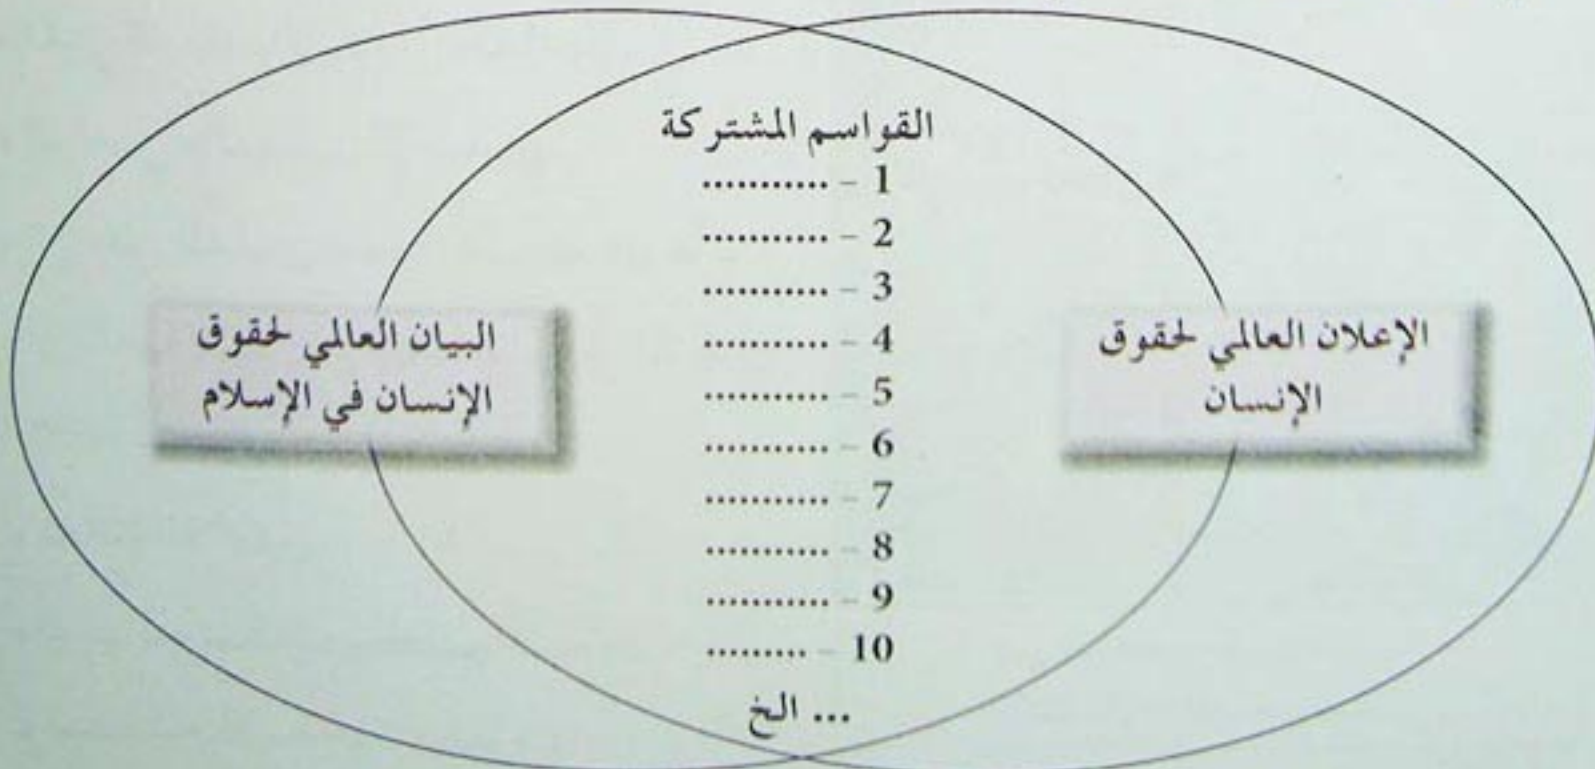 القواسم المشتركة
1 – ...........
2 – ...........
3 – ...........
4 – ...........
5 – ...........
6 – ...........
7 – ...........
8 – ...........
9 – ...........
10 – .........
... الخ
الإعلان العالمي لحقوق
الإنسان
البيان العالمي لحقوق
الإنسان في الإسلام